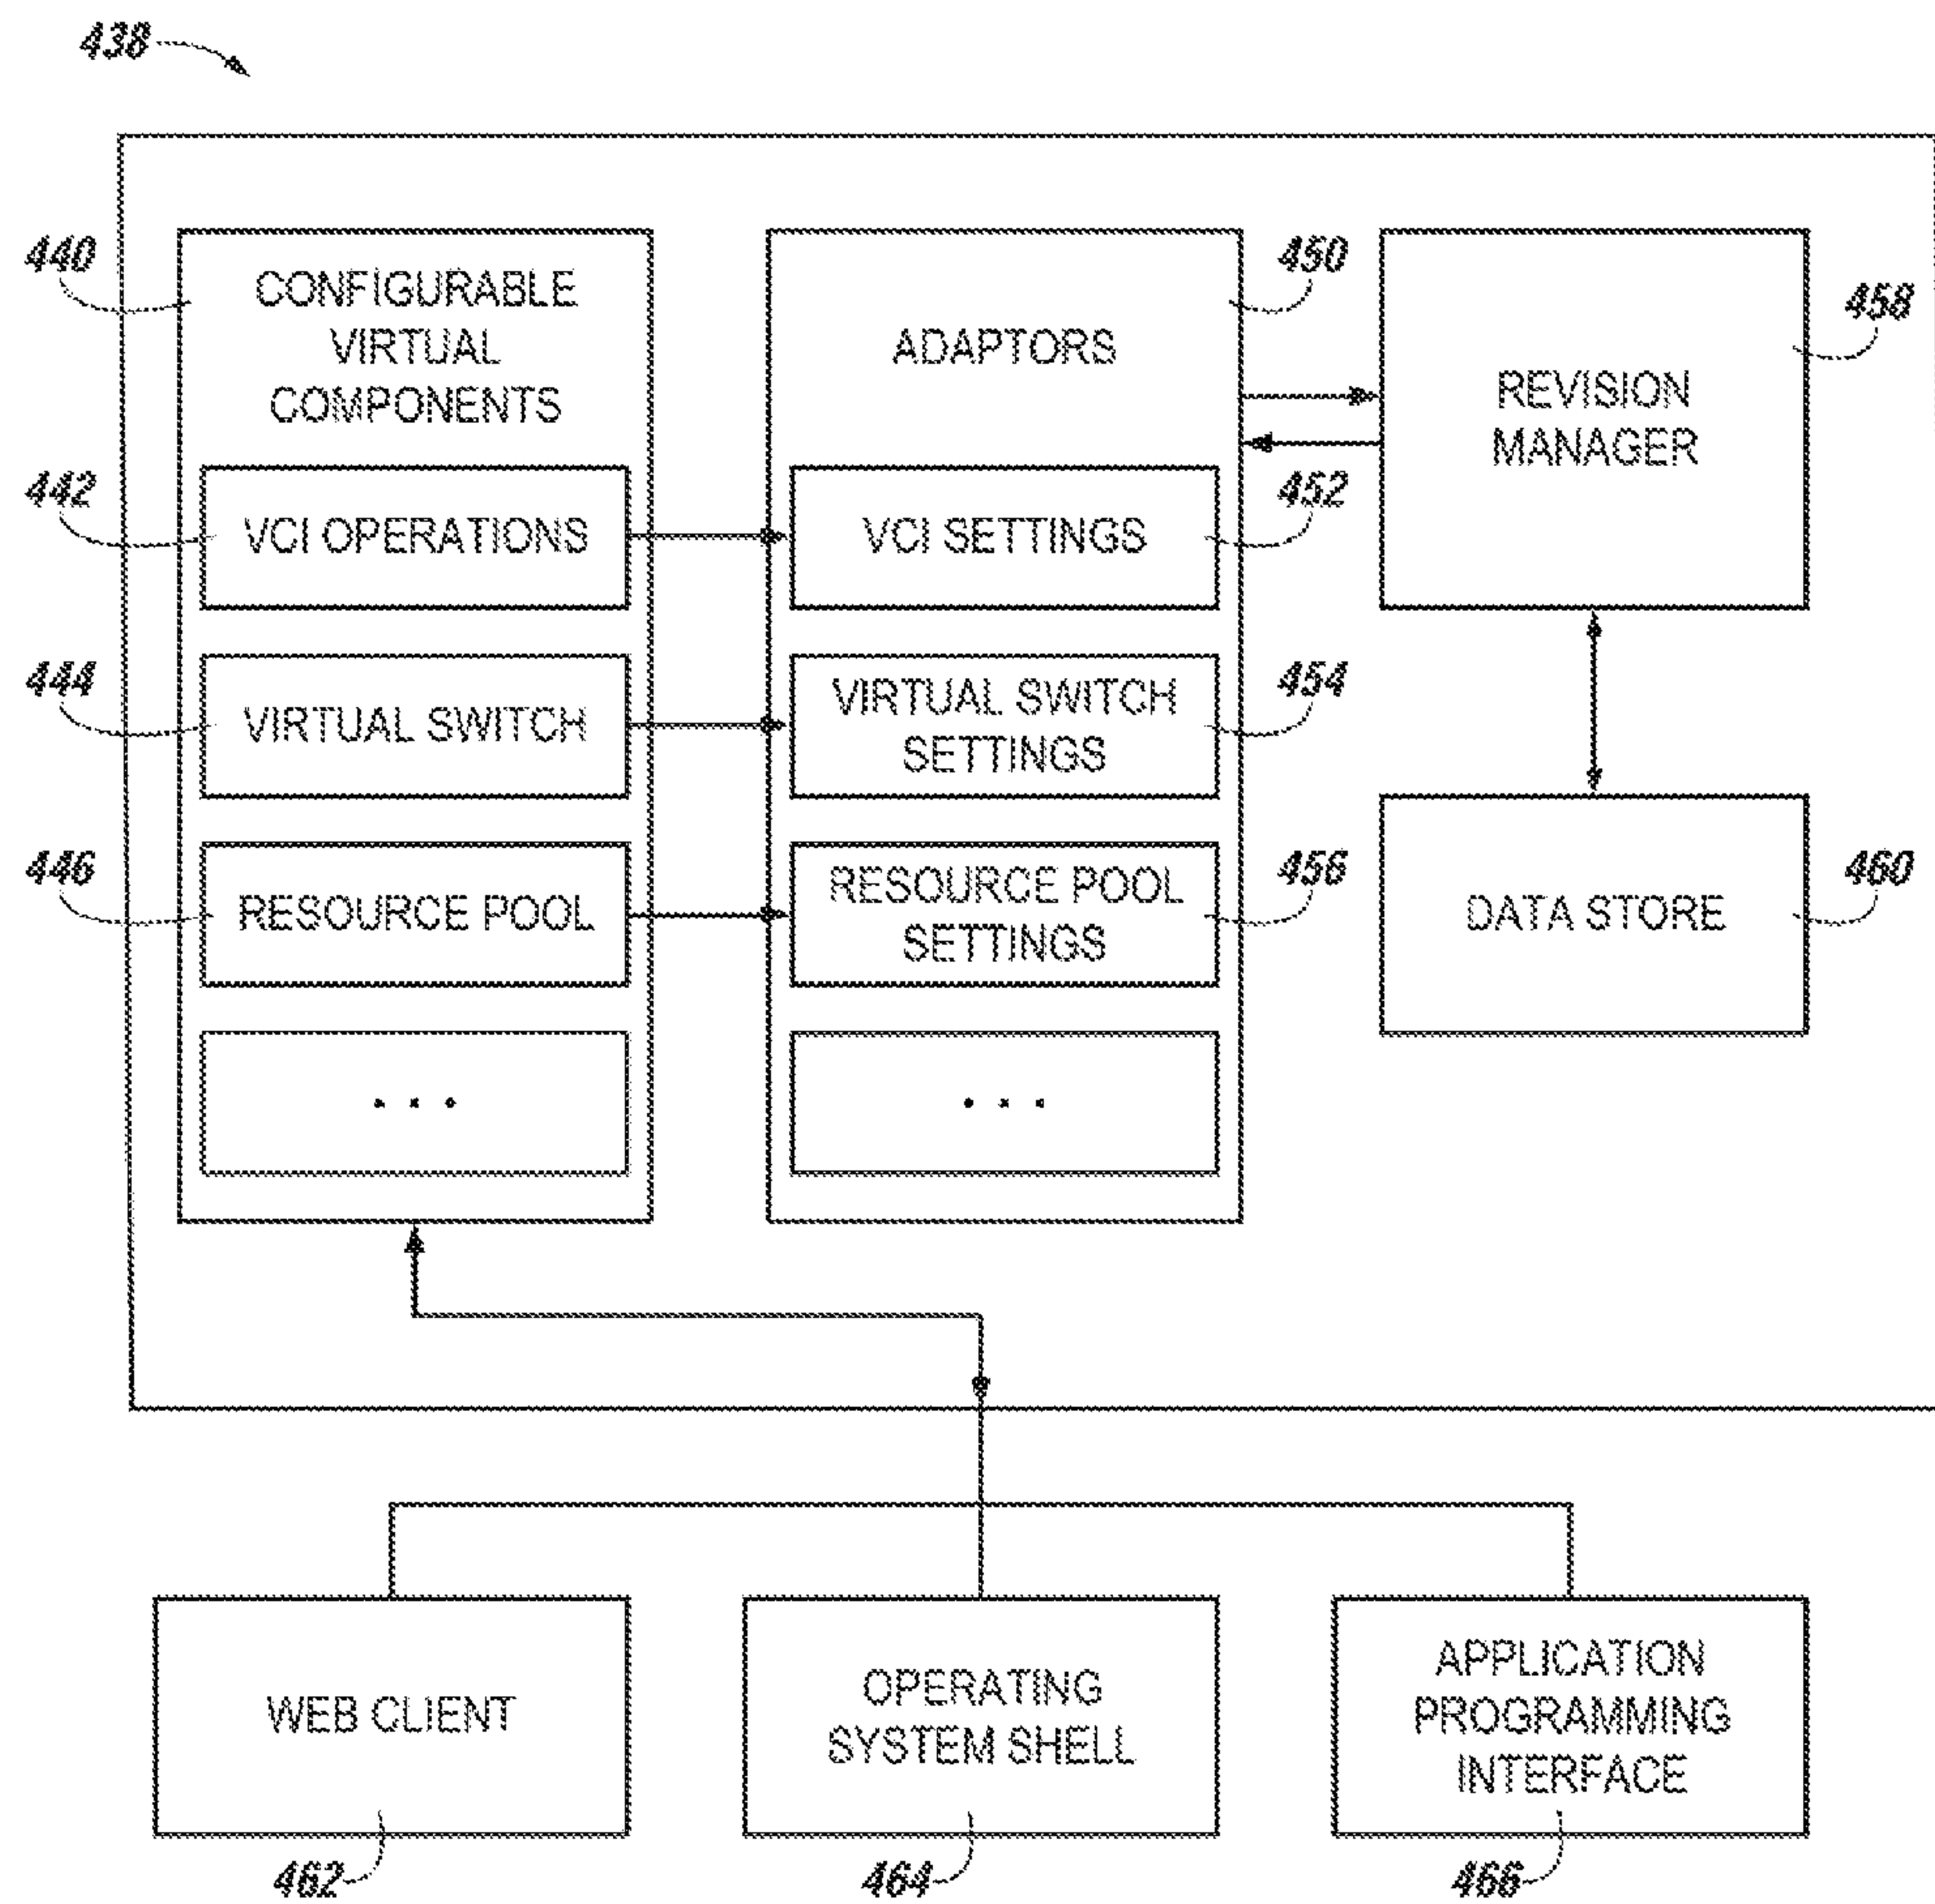 438
440
CONFIGURABLE
VIRTUAL
COMPONENTS
442
VCI OPERATIONS
444
VIRTUAL SWITCH
446
RESOURCE POOL
. . .
450
ADAPTORS
452
VCI SETTINGS
454
VIRTUAL SWITCH
SETTINGS
456
RESOURCE POOL
SETTINGS
. . .
458
REVISION
MANAGER
460
DATA STORE
WEB CLIENT
462
OPERATING
SYSTEM SHELL
464
APPLICATION
PROGRAMMING
INTERFACE
466